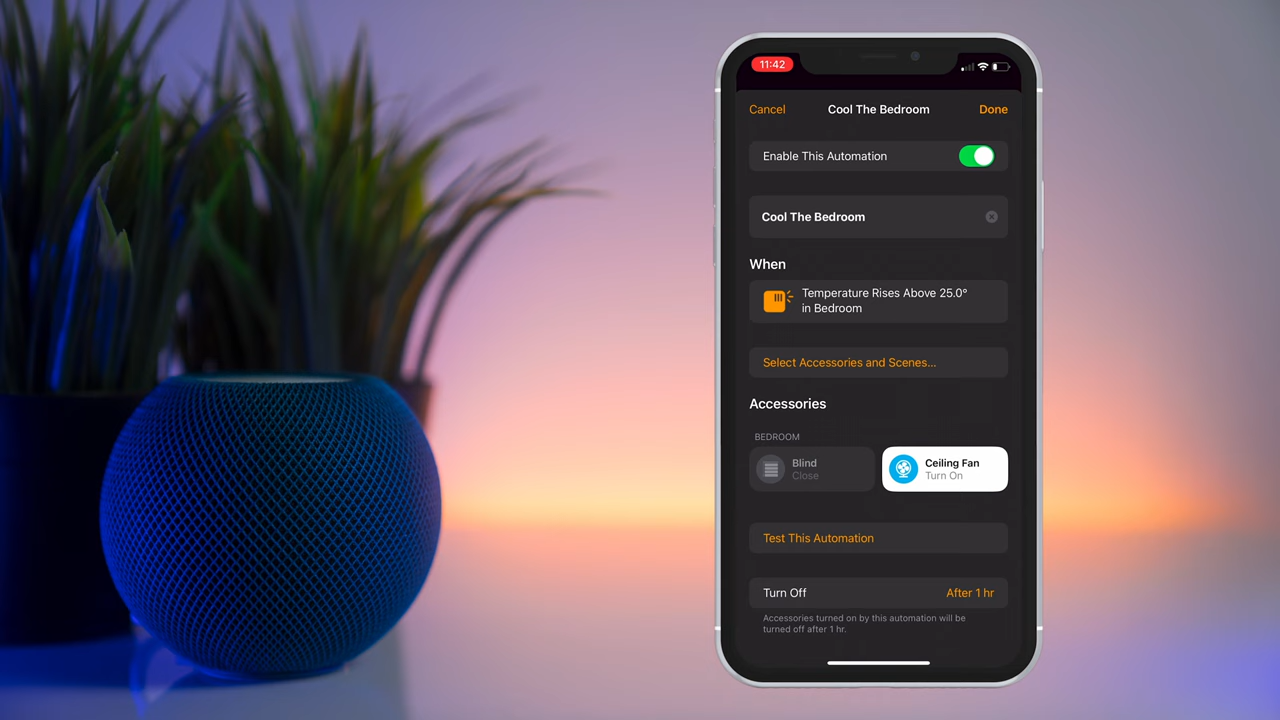 11:42
Cancel
Cool The Bedroom
Done
Enable This Automation
Cool The Bedroom
When
Temperature Rises Above 25.0°
in Bedroom
Select Accessories and Scenes...
Accessories
BEDROOM
Blind
Close
Ceiling Fan
Turn On
Test This Automation
Turn Off
After 1 hr
Accessories turned on by this automation will be
turned off after 1 hr.